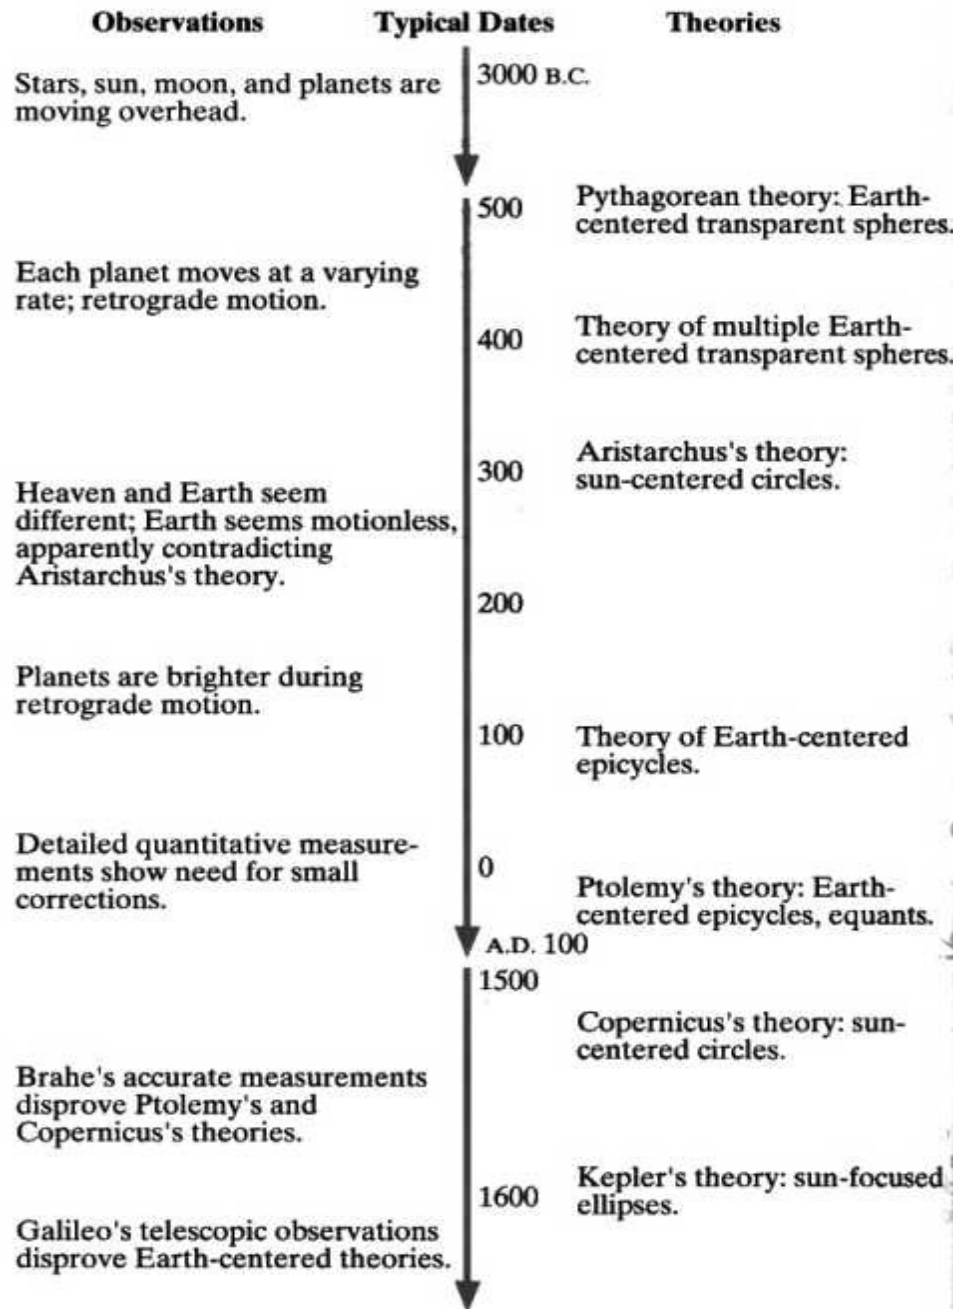 Observations Typical Dates Theories
Stars, sun, moon, and planets are
moving overhead.
3000 B.C.
500
Pythagorean theory: Earth-
centered transparent spheres.
Each planet moves at a varying
rate; retrograde motion.
400
Theory of multiple Earth-
centered transparent spheres.
300
Aristarchus's theory:
sun-centered circles.
Heaven and Earth seem
different; Earth seems motionless,
apparently contradicting
Aristarchus's theory.
200
Planets are brighter during
retrograde motion.
100
Theory of Earth-centered
epicycles.
Detailed quantitative measure-
ments show need for small
corrections.
0
Ptolemy's theory: Earth-
centered epicycles, equants.
A.D. 100
1500
Copernicus's theory: sun-
centered circles.
Brahe's accurate measurements
disprove Ptolemy's and
Copernicus's theories.
1600
Kepler's theory: sun-focused
ellipses.
Galileo's telescopic observations
disprove Earth-centered theories.